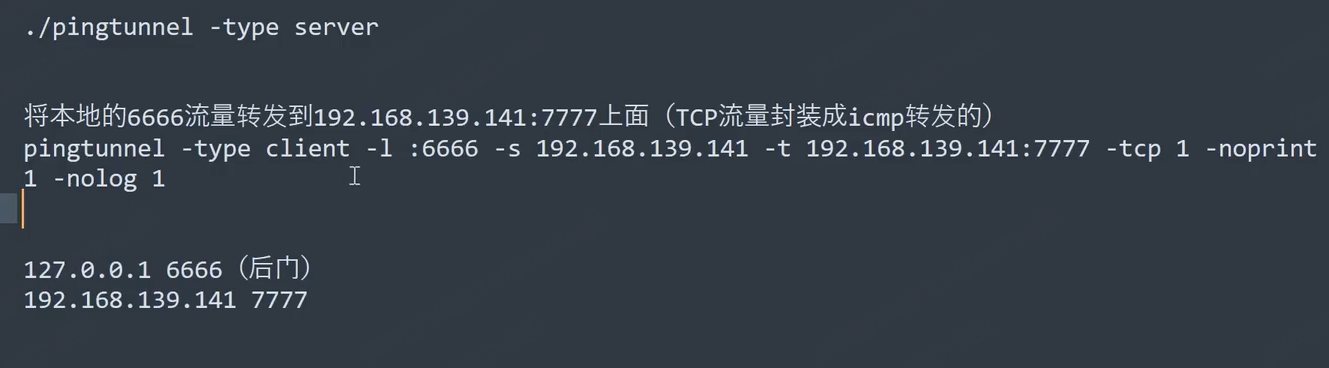 ./pingtunnel -type server
将本地的6666流量转发到192.168.139.141:7777上面（TCP流量封装成icmp转发的）
pingtunnel -type client -l :6666 -s 192.168.139.141 -t 192.168.139.141:7777 -tcp 1 -noprint
1 -nolog 1
127.0.0.1 6666（后门）
192.168.139.141 7777